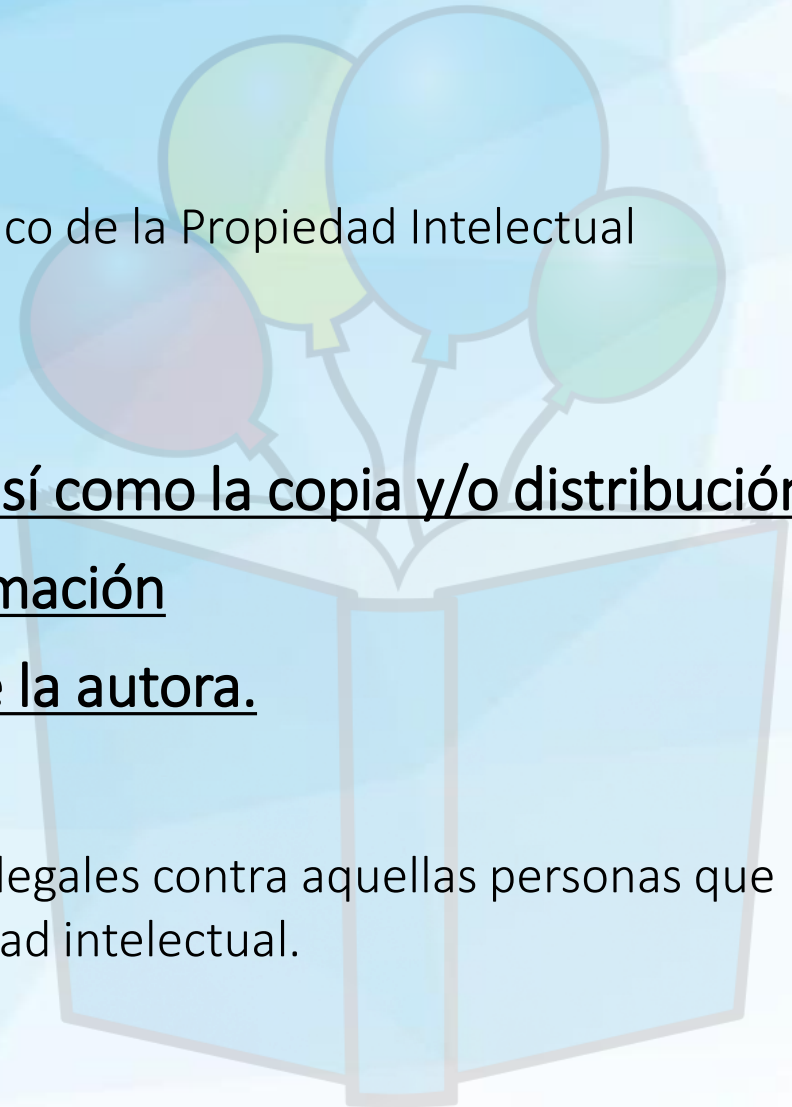 ico de la Propiedad Intelectual
sí como la copia y/o distribución
mación
e la autora.
legales contra aquellas personas que
ad intelectual.